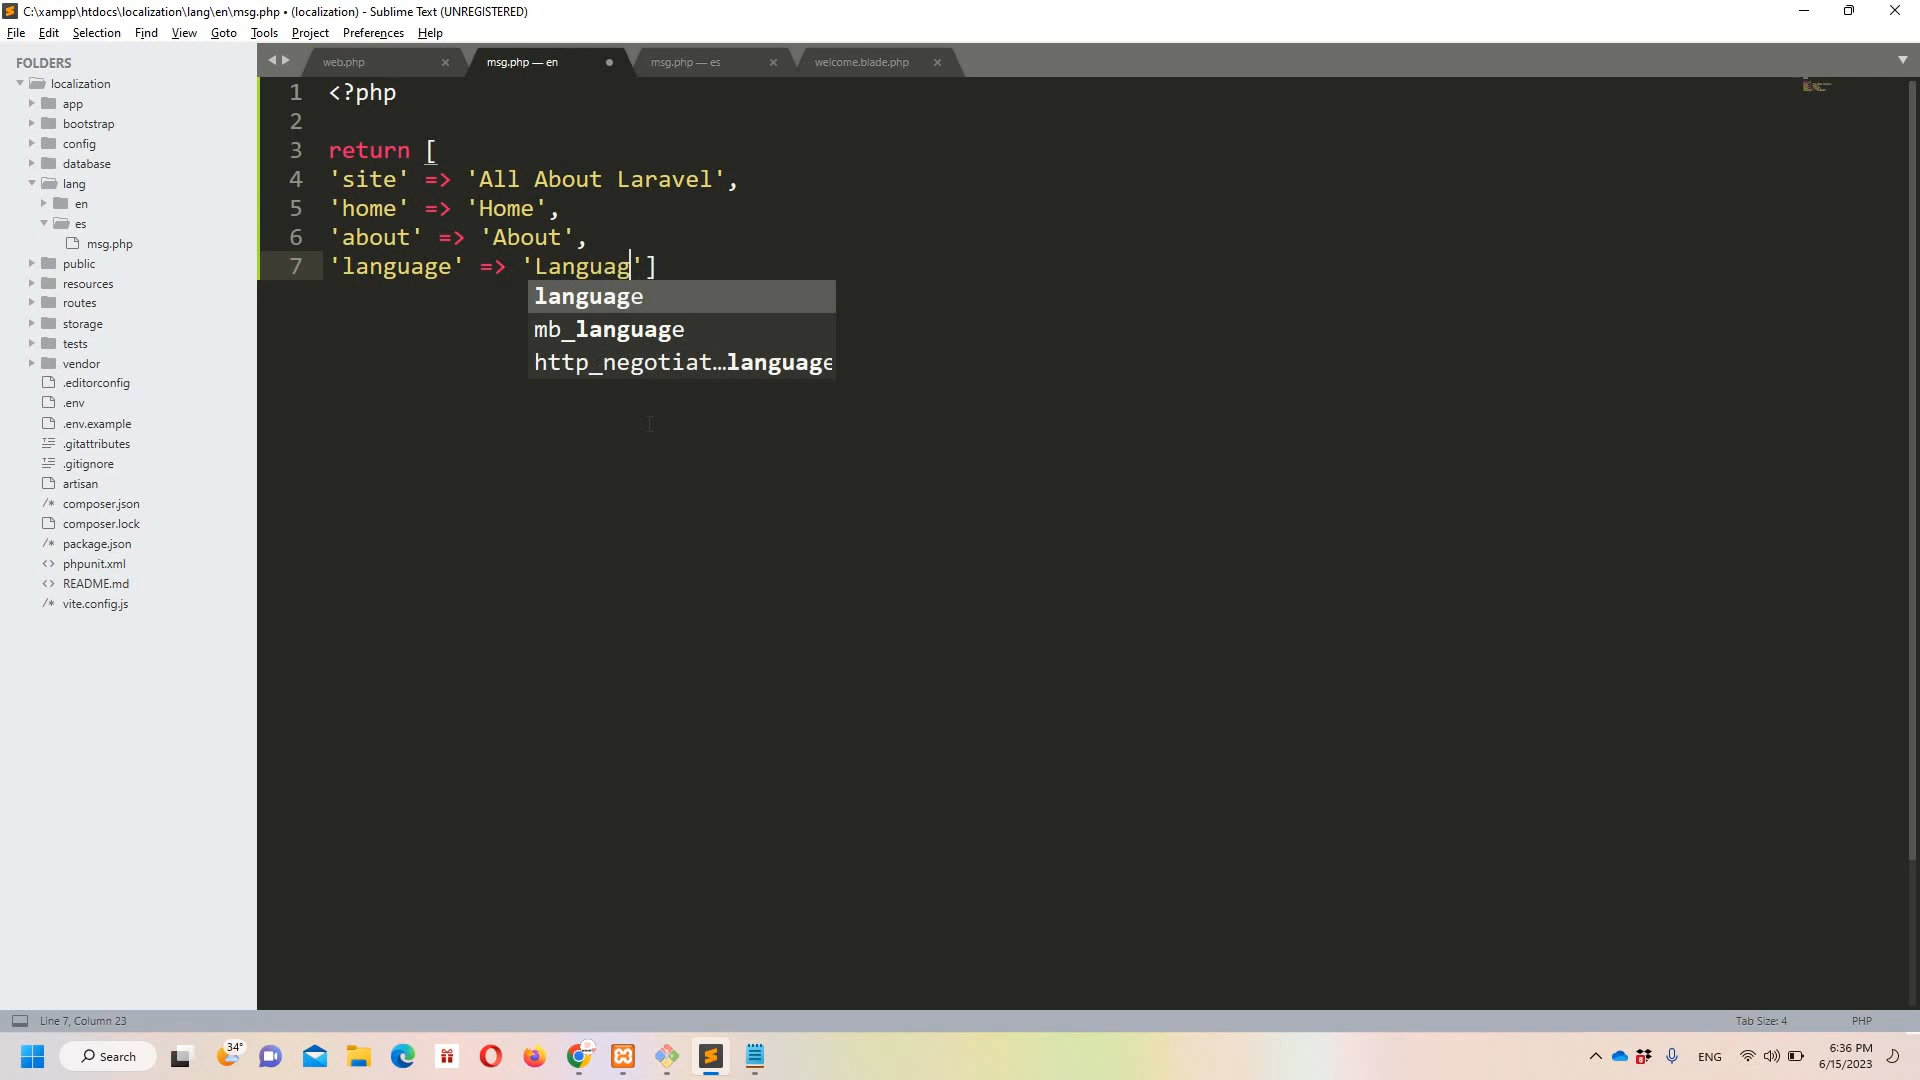 C:\xampp\htdocs\localization\lang\en\msg.php • (localization) - Sublime Text (UNREGISTERED)
File Edit Selection Find View Goto Tools Project Preferences Help
FOLDERS
localization
app
bootstrap
config
database
lang
en
es
msg.php
public
resources
routes
storage
tests
vendor
.editorconfig
.env
.env.example
.gitattributes
.gitignore
artisan
composer.json
composer.lock
package.json
phpunit.xml
README.md
vite.config.js
web.php
msg.php — en
msg.php — es
welcome.blade.php
1 <?php
2
3 return [
4 'site' => 'All About Laravel',
5 'home' => 'Home',
6 'about' => 'About',
7 'language' => 'Languag']
language
mb_language
http_negotiat…language
Line 7, Column 23
Tab Size: 4
PHP
34°
Search
8
ENG
6:36 PM
6/15/2023